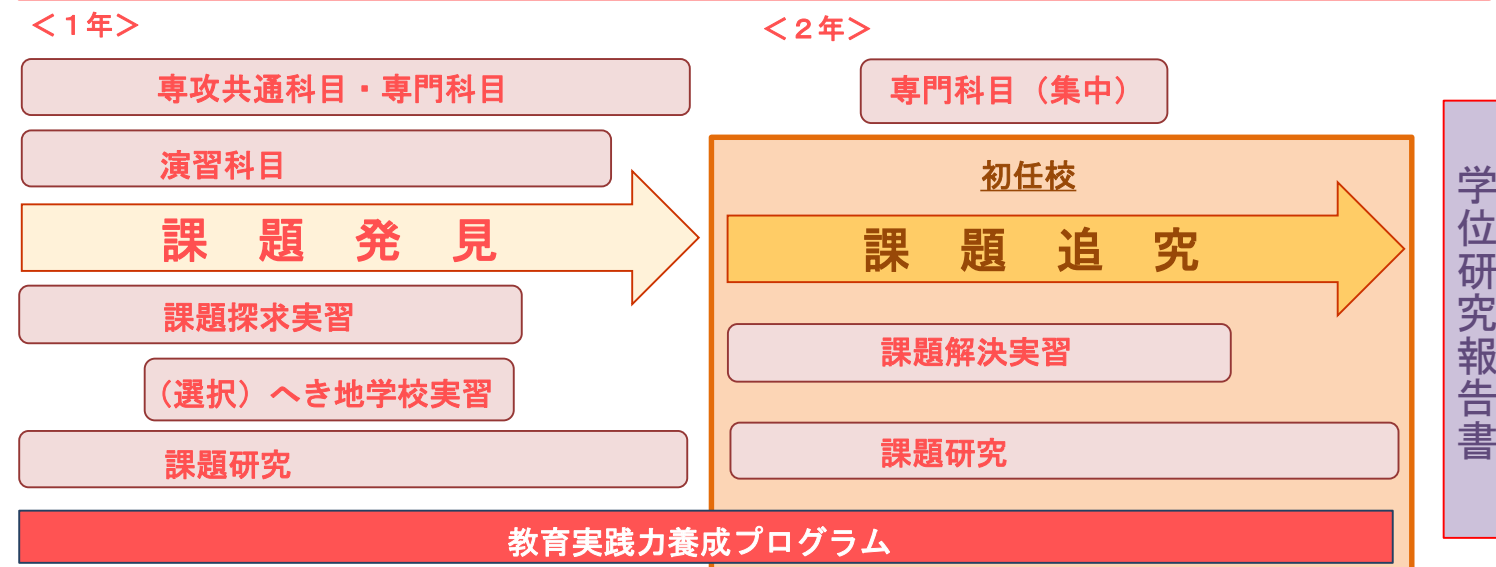 ＜１年＞
＜２年＞
専攻共通科目・専門科目
専門科目（集中）
演習科目
初任校
課題発見
課題追究
課題探求実習
課題解決実習
（選択）へき地学校実習
課題研究
課題研究
教育実践力養成プログラム
学位研究報告書